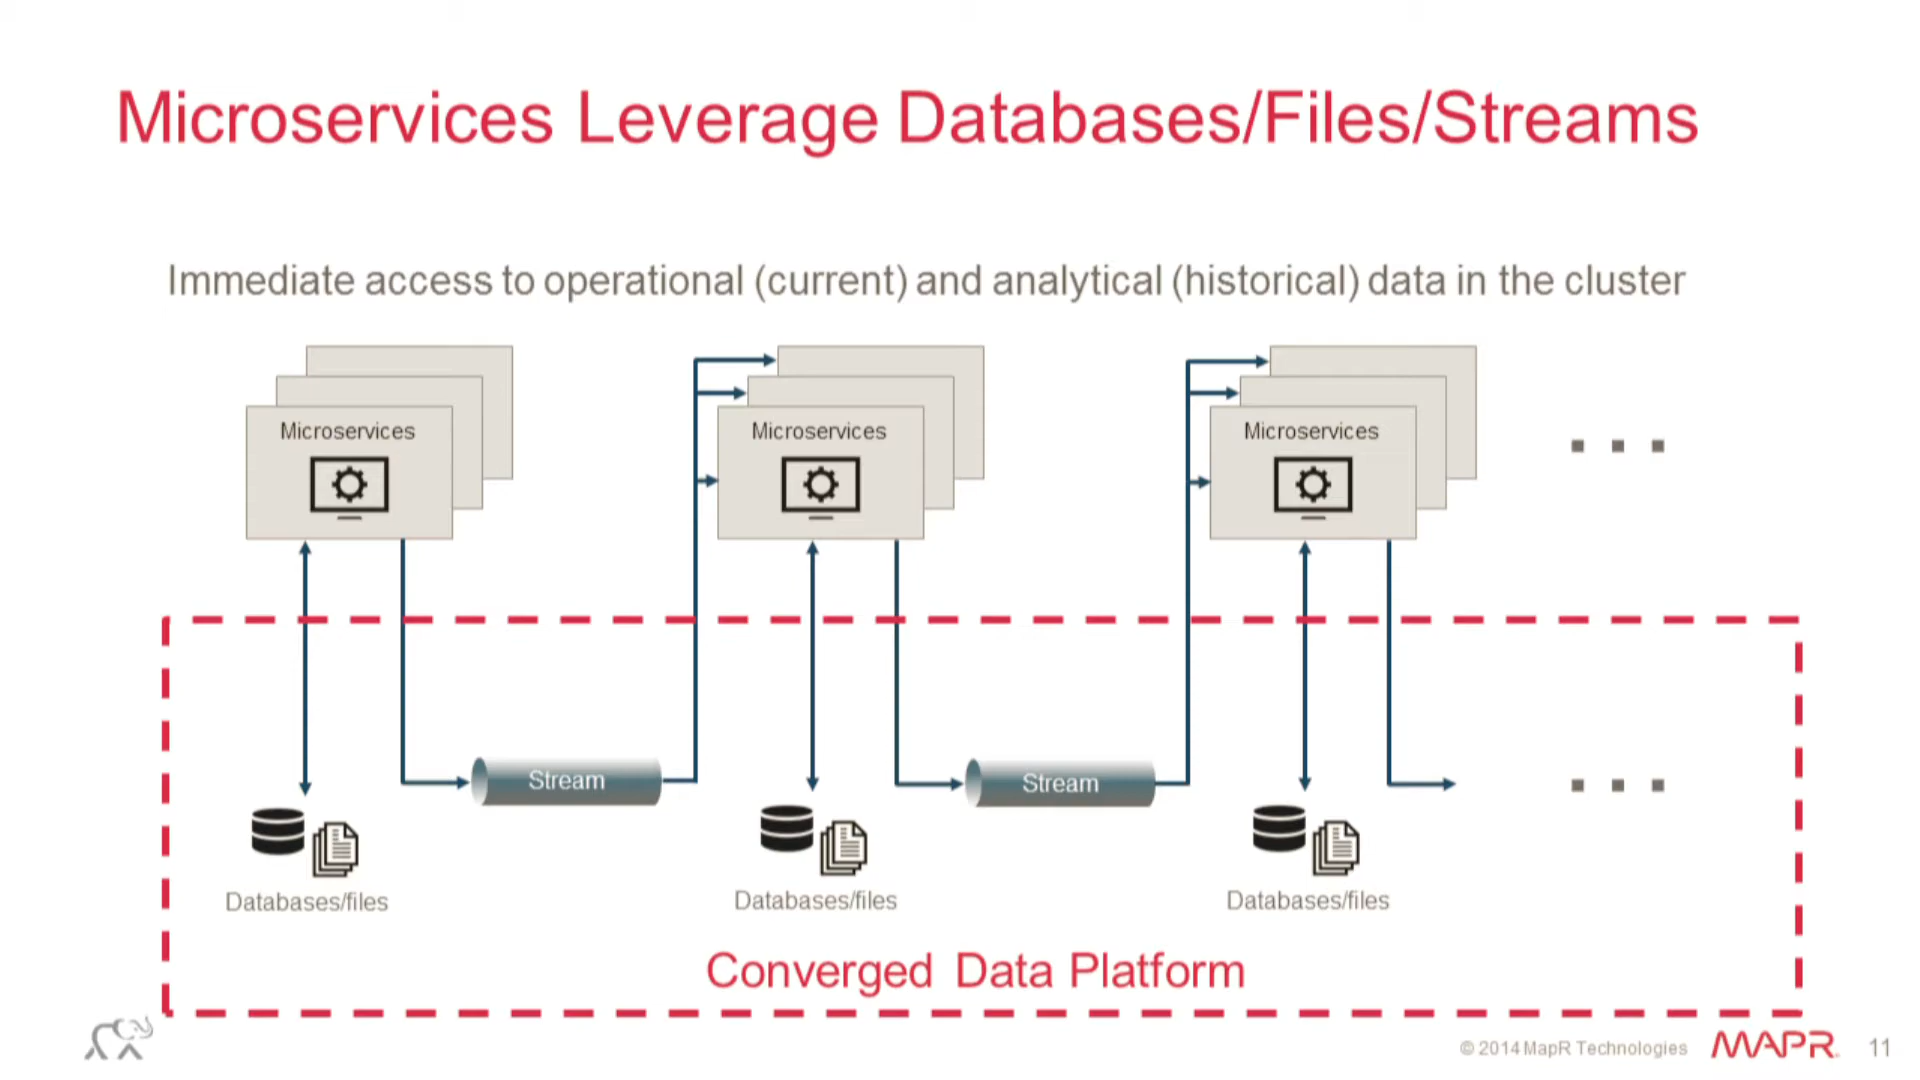 Microservices Leverage Databases/Files/Streams
Immediate access to operational (current) and analytical (historical) data in the cluster
Microservices
Microservices
Microservices
Stream
Stream
Databases/files
Databases/files
Databases/files
Converged Data Platform
© 2014 MapR Technologies
MAPR
11